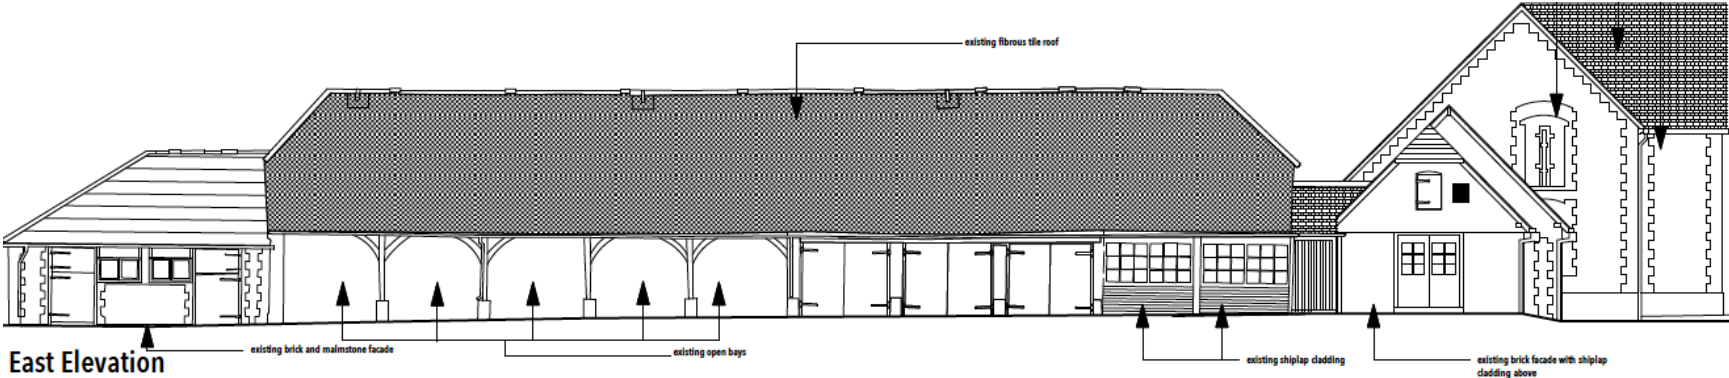 existing fibrous tile roof
existing brick and malmstone facade
existing open bays
existing shiplap cladding
existing brick facade with shiplap
cladding above
East Elevation